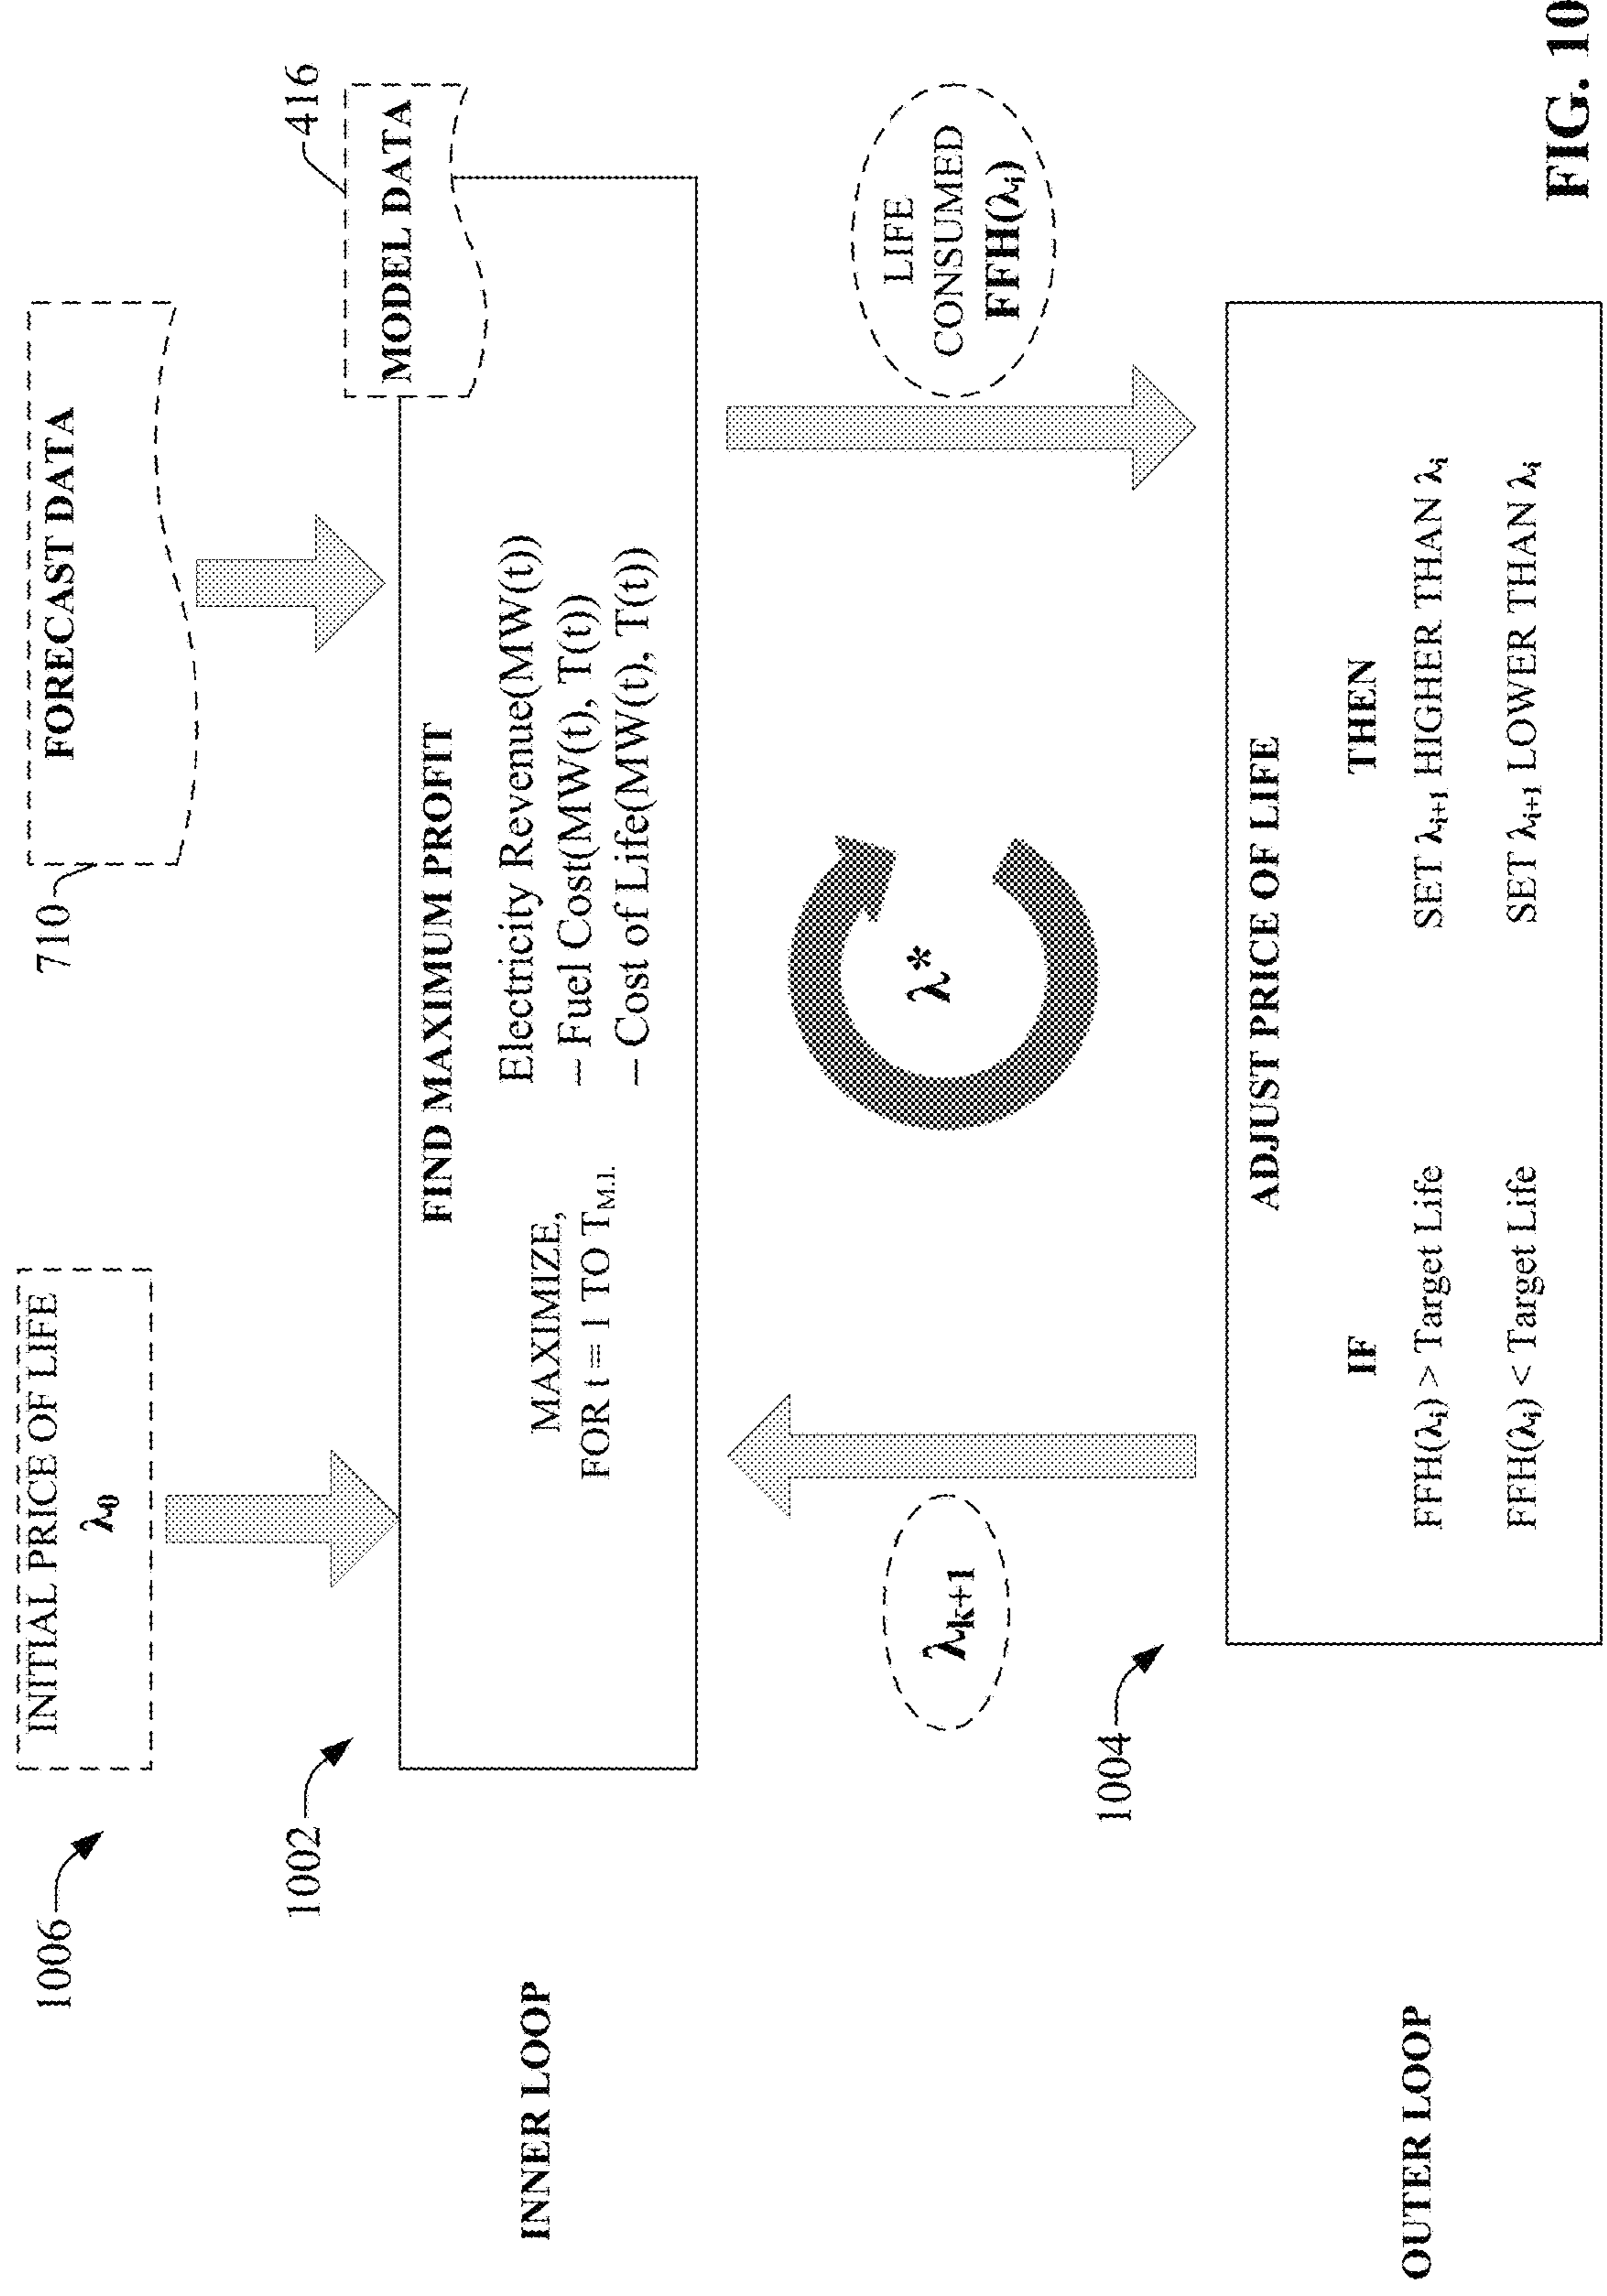 1006
INITIAL PRICE OF LIFE
λ0
710
FORECAST DATA
1002
416
MODEL DATA
INNER LOOP
FIND MAXIMUM PROFIT
MAXIMIZE,
FOR t = 1 TO TM.I.
Electricity Revenue(MW(t))
– Fuel Cost(MW(t), T(t))
– Cost of Life(MW(t), T(t))
λk+1
λ*
LIFE
CONSUMED
FFH(λi)
1004
OUTER LOOP
ADJUST PRICE OF LIFE
IF THEN
FFH(λi) > Target Life SET λi+1 HIGHER THAN λi
FFH(λi) < Target Life SET λi+1 LOWER THAN λi
FIG. 10